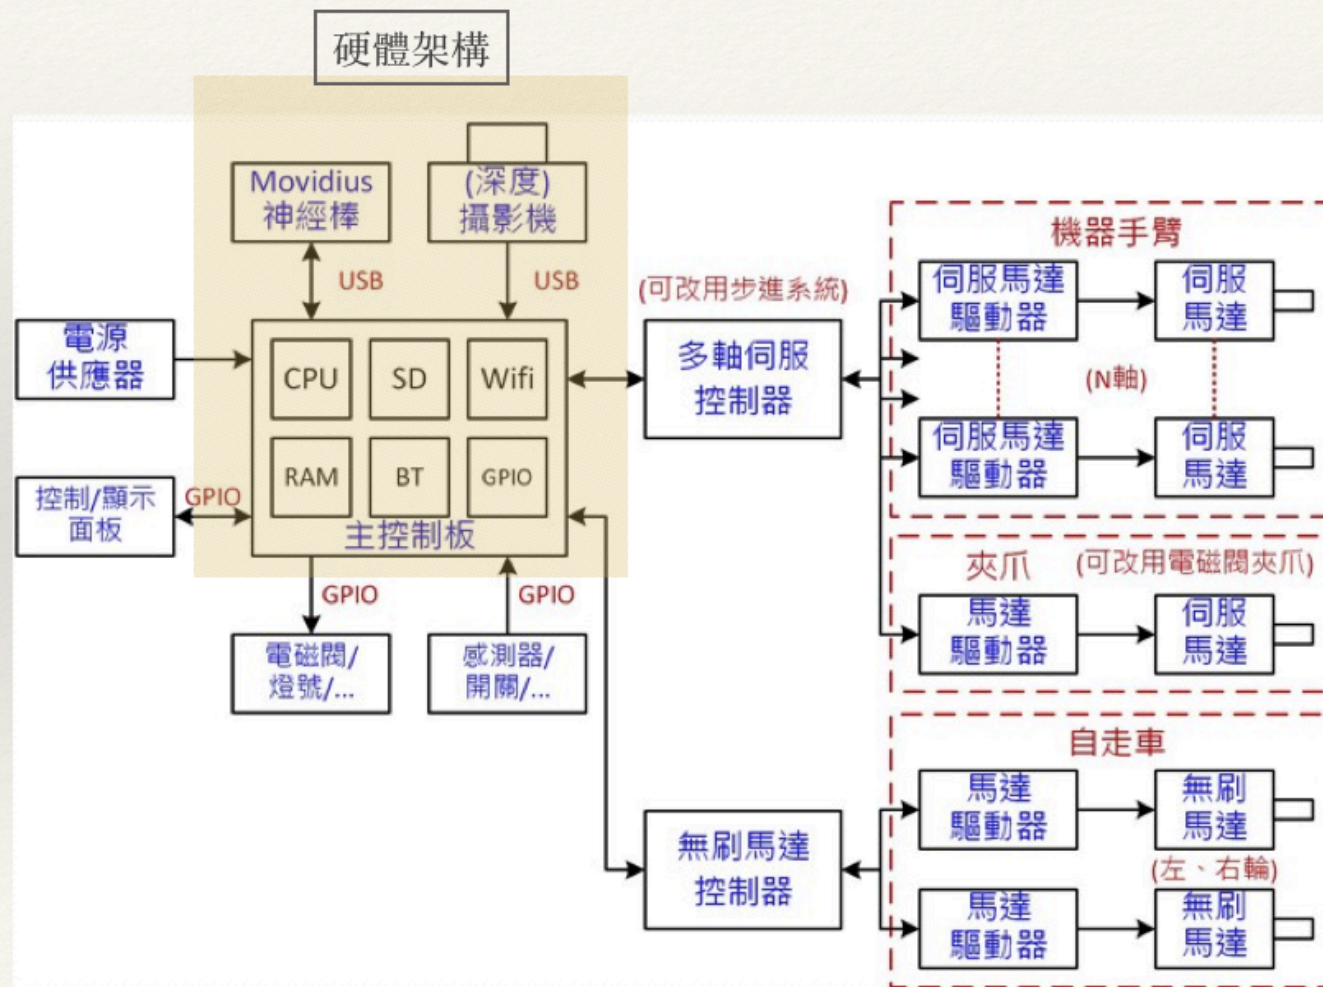 硬體架構
Movidius
神經棒
(深度)
攝影機
USB
USB
電源
供應器
CPU
SD
Wifi
RAM
BT
GPIO
主控制板
控制/顯示
面板
GPIO
GPIO
GPIO
電磁閥/
燈號/...
感測器/
開關/...
(可改用步進系統)
多軸伺服
控制器
機器手臂
伺服馬達
驅動器
伺服
馬達
(N軸)
伺服馬達
驅動器
伺服
馬達
夾爪
(可改用電磁閥夾爪)
馬達
驅動器
伺服
馬達
無刷馬達
控制器
自走車
馬達
驅動器
無刷
馬達
(左、右輪)
馬達
驅動器
無刷
馬達